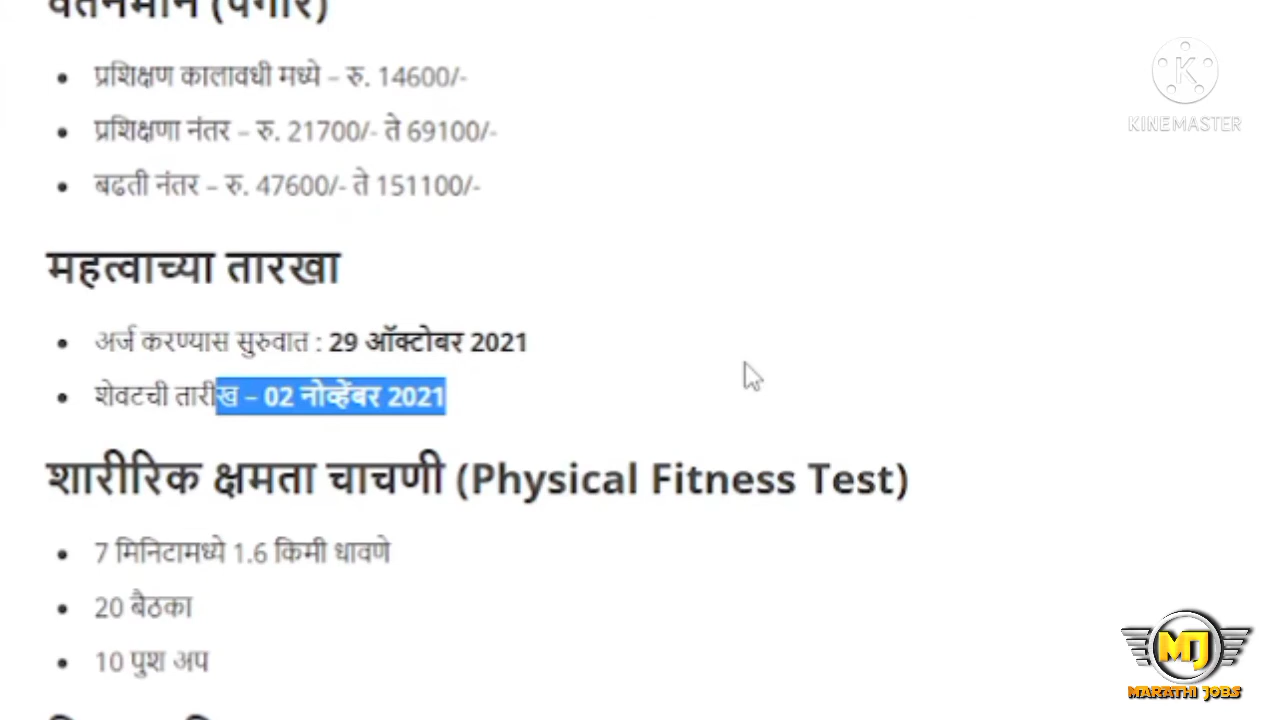 वेतनमान (पगार)
प्रशिक्षण कालावधी मध्ये – रु. 14600/-
प्रशिक्षणा नंतर – रु. 21700/- ते 69100/-
बढती नंतर – रु. 47600/- ते 151100/-
महत्वाच्या तारखा
अर्ज करण्यास सुरुवात : 29 ऑक्टोबर 2021
शेवटची तारीख – 02 नोव्हेंबर 2021
शारीरिक क्षमता चाचणी (Physical Fitness Test)
7 मिनिटामध्ये 1.6 किमी धावणे
20 बैठका
10 पुश अप
K
KINEMASTER
MJ
MARATHI JOBS